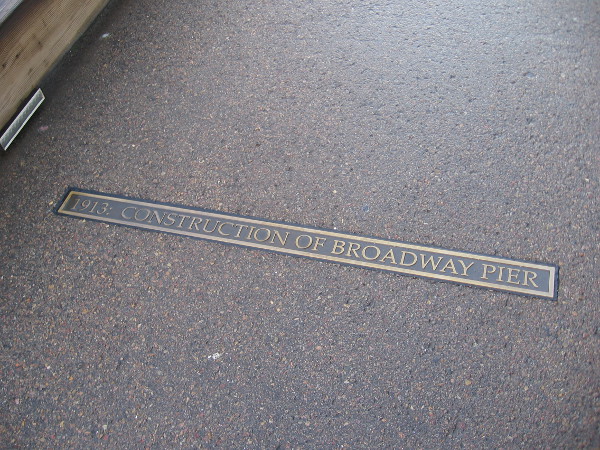 1913: CONSTRUCTION OF BROADWAY PIER